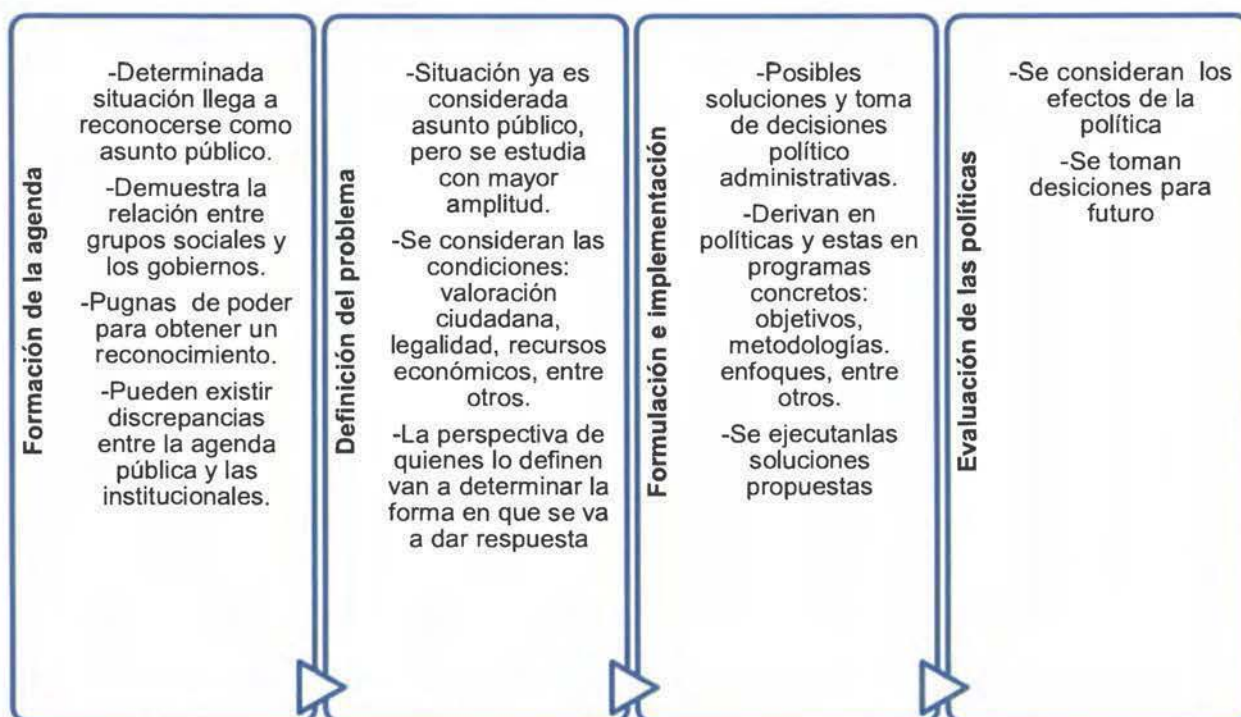 Formación de la agenda
-Determinada
situación llega a
reconocerse como
asunto público.
-Demuestra la
relación entre
grupos sociales y
los gobiernos.
-Pugnas de poder
para obtener un
reconocimiento.
-Pueden existir
discrepancias
entre la agenda
pública y las
institucionales.
Definición del problema
-Situación ya es
considerada
asunto público,
pero se estudia
con mayor
amplitud.
-Se consideran las
condiciones:
valoración
ciudadana,
legalidad, recursos
económicos, entre
otros.
-La perspectiva de
quienes lo definen
van a determinar la
forma en que se va
a dar respuesta
Formulación e implementación
-Posibles
soluciones y toma
de decisiones
político
administrativas.
-Derivan en
políticas y estas en
programas
concretos:
objetivos,
metodologías.
enfoques, entre
otros.
-Se ejecutanlas
soluciones
propuestas
Evaluación de las políticas
-Se consideran los
efectos de la
política
-Se toman
desiciones para
futuro